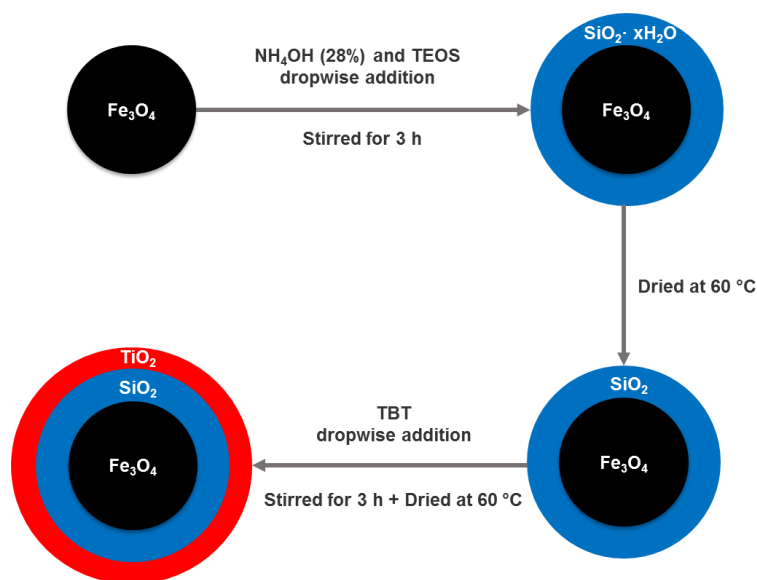 Fe₃O₄
NH₄OH (28%) and TEOS
dropwise addition
Stirred for 3 h
SiO₂· xH₂O
Fe₃O₄
Dried at 60 °C
SiO₂
Fe₃O₄
TBT
dropwise addition
Stirred for 3 h + Dried at 60 °C
TiO₂
SiO₂
Fe₃O₄